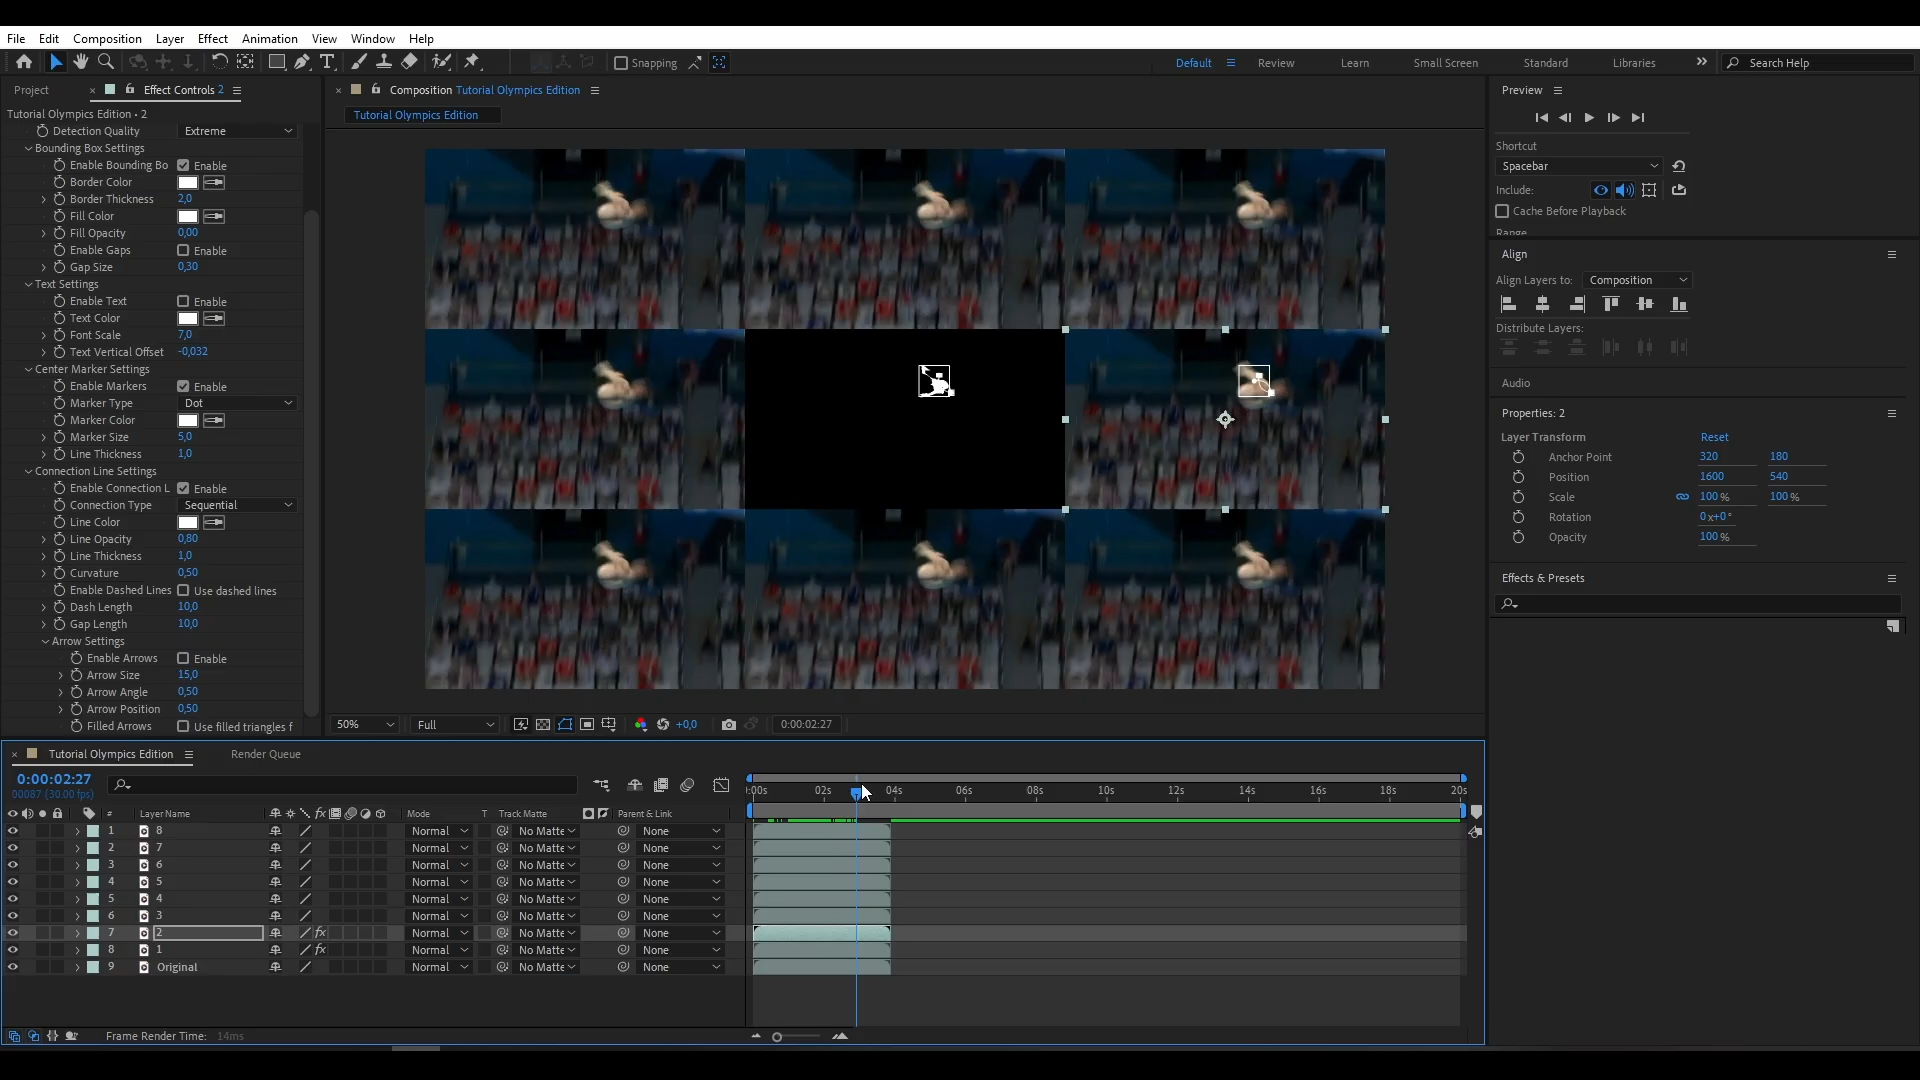 File Edit Composition Layer Effect Animation View Window Help
Snapping Default Review Learn Small Screen Standard Libraries Search Help
Project Effect Controls 2
Tutorial Olympics Edition • 2
Detection Quality Extreme
Bounding Box Settings
Enable Bounding Bo Enable
Border Color
Border Thickness 2,0
Fill Color
Fill Opacity 0,00
Enable Gaps Enable
Gap Size 0,30
Text Settings
Enable Text Enable
Text Color
Font Scale 7,0
Text Vertical Offset -0,032
Center Marker Settings
Enable Markers Enable
Marker Type Dot
Marker Color
Marker Size 5,0
Line Thickness 1,0
Connection Line Settings
Enable Connection L Enable
Connection Type Sequential
Line Color
Line Opacity 0,80
Line Thickness 1,0
Curvature 0,50
Enable Dashed Lines Use dashed lines
Dash Length 10,0
Gap Length 10,0
Arrow Settings
Enable Arrows Enable
Arrow Size 15,0
Arrow Angle 0,50
Arrow Position 0,50
Filled Arrows Use filled triangles f
Composition Tutorial Olympics Edition
Tutorial Olympics Edition
50% Full +0,0 0:00:02:27
Preview
Shortcut
Spacebar
Include:
Cache Before Playback
Range
Align
Align Layers to: Composition
Distribute Layers:
Audio
Properties: 2
Layer Transform Reset
Anchor Point 320 180
Position 1600 540
Scale 100 % 100 %
Rotation 0x+0°
Opacity 100 %
Effects & Presets
Tutorial Olympics Edition Render Queue
0:00:02:27
00087 (30.00 fps)
:00s 02s 04s 06s 08s 10s 12s 14s 16s 18s 20s
# Layer Name fx Mode T Track Matte Parent & Link
1 8 Normal No Matte None
2 7 Normal No Matte None
3 6 Normal No Matte None
4 5 Normal No Matte None
5 4 Normal No Matte None
6 3 Normal No Matte None
7 2 fx Normal No Matte None
8 1 fx Normal No Matte None
9 Original Normal No Matte None
Frame Render Time: 14ms